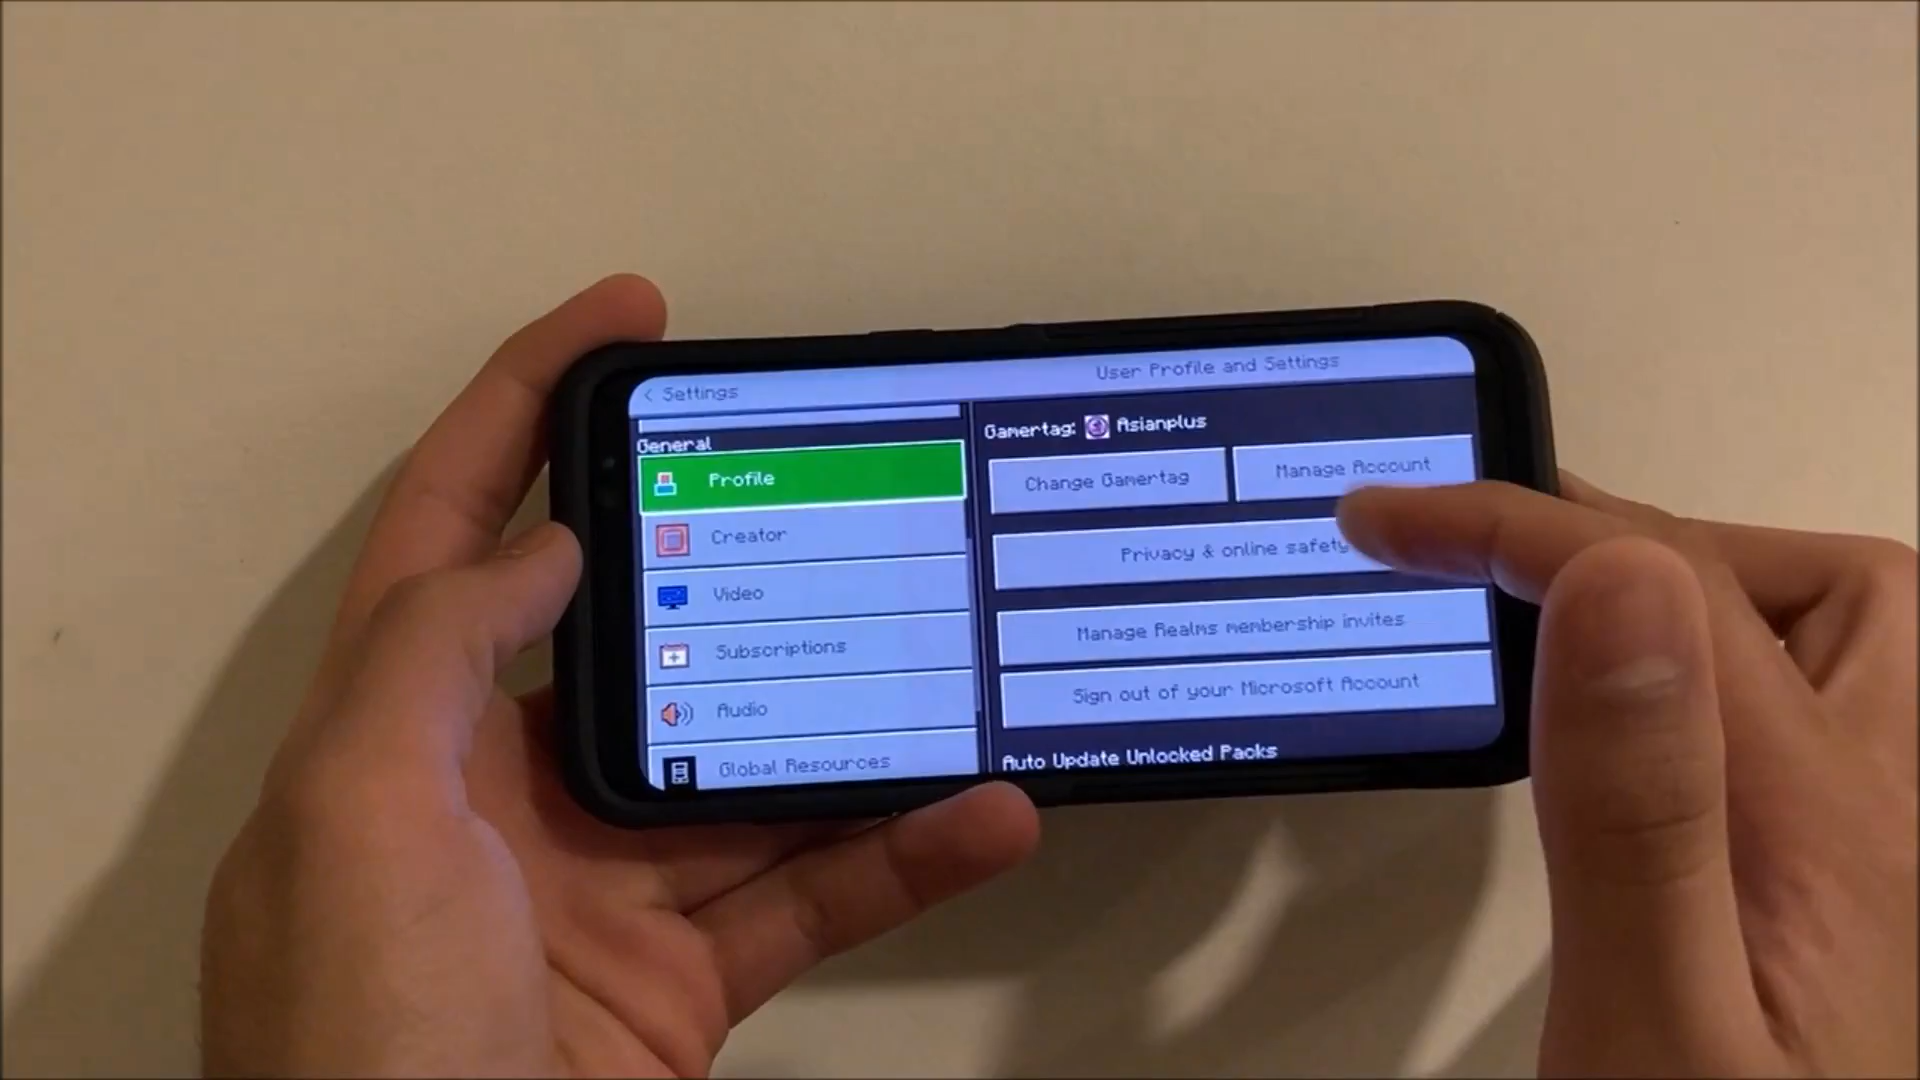 < Settings
User Profile and Settings
General
Profile
Creator
Video
Subscriptions
Audio
Global Resources
Gamertag: Asianplus
Change Gamertag
Manage Account
Privacy & online safety
Manage Realms membership invites
Sign out of your Microsoft Account
Auto Update Unlocked Packs